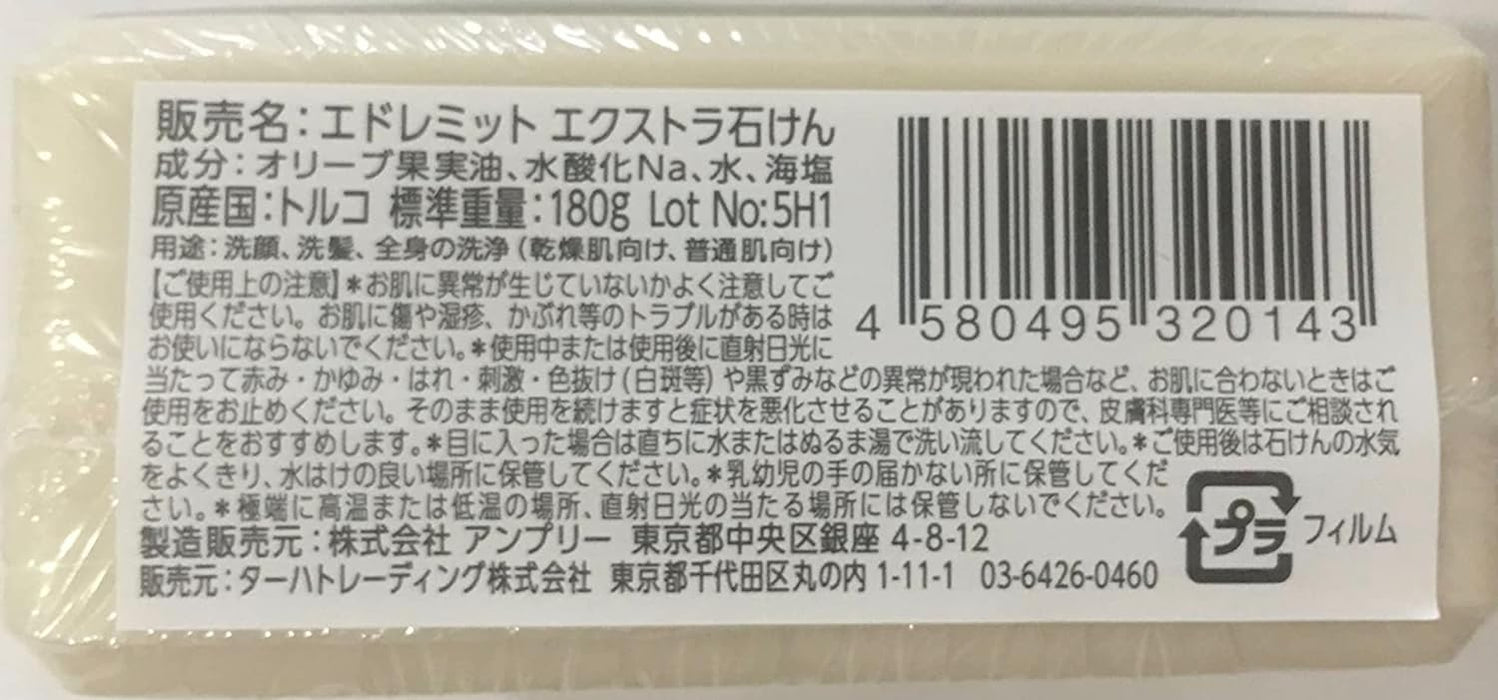 販売名：エドレミット エクストラ石けん
成分：オリーブ果実油、水酸化Na、水、海塩
原産国：トルコ 標準重量：180g Lot No:5H1
用途：洗顔、洗髪、全身の洗浄（乾燥肌向け、普通肌向け）
【ご使用上の注意】＊お肌に異常が生じていないかよく注意してご
使用ください。お肌に傷や湿疹、かぶれ等のトラブルがある時は
お使いにならないでください。＊使用中または使用後に直射日光に
当たって赤み・かゆみ・はれ・刺激・色抜け（白斑等）や黒ずみなどの異常が現われた場合など、お肌に合わないときはご
使用をお止めください。そのまま使用を続けますと症状を悪化させることがありますので、皮膚科専門医等にご相談され
ることをおすすめします。＊目に入った場合は直ちに水またはぬるま湯で洗い流してください。＊ご使用後は石けんの水気
をよくきり、水はけの良い場所に保管してください。＊乳幼児の手の届かない所に保管してくだ
さい。＊極端に高温または低温の場所、直射日光の当たる場所には保管しないでください。
製造販売元：株式会社 アンプリー 東京都中央区銀座 4-8-12
販売元：ターハトレーディング株式会社 東京都千代田区丸の内 1-11-1 03-6426-0460
4 580495 320143
プラ フィルム